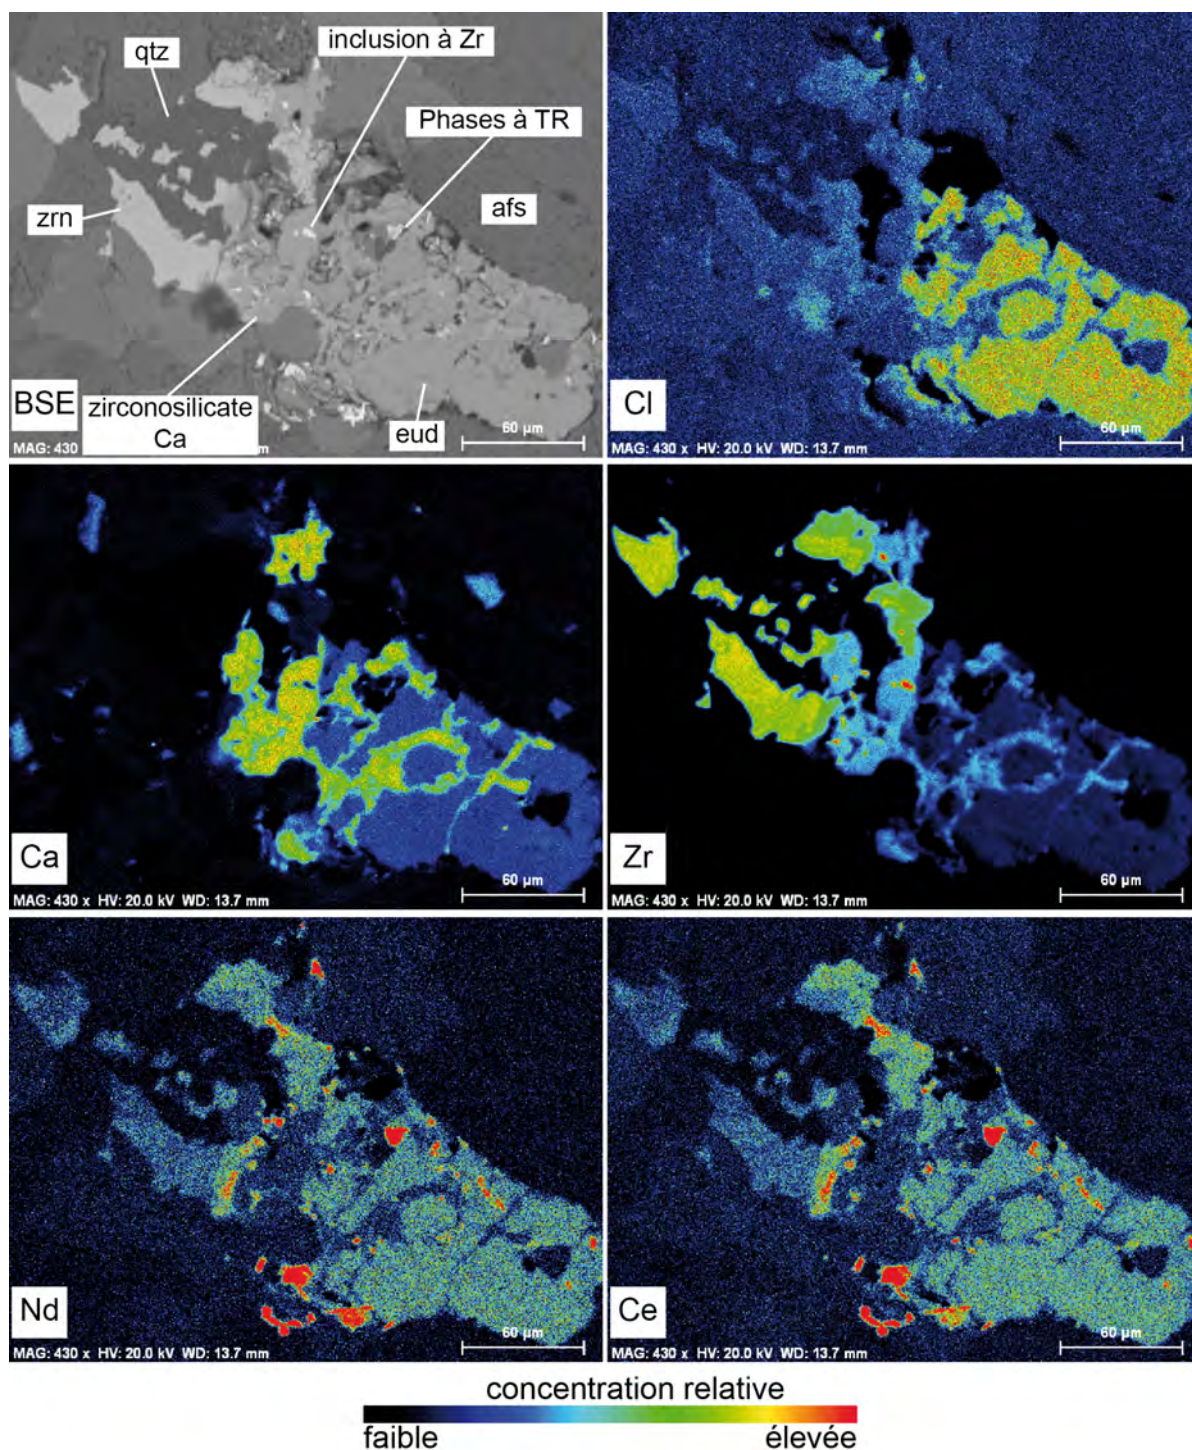 qtz
inclusion à Zr
Phases à TR
afs
zrn
BSE
zirconosilicate
Ca
eud
60 µm
MAG: 430
mm
Cl
60 µm
MAG: 430 x HV: 20.0 kV WD: 13.7 mm
Ca
60 µm
MAG: 430 x HV: 20.0 kV WD: 13.7 mm
Zr
60 µm
MAG: 430 x HV: 20.0 kV WD: 13.7 mm
Nd
60 µm
MAG: 430 x HV: 20.0 kV WD: 13.7 mm
Ce
60 µm
MAG: 430 x HV: 20.0 kV WD: 13.7 mm
concentration relative
faible
élevée